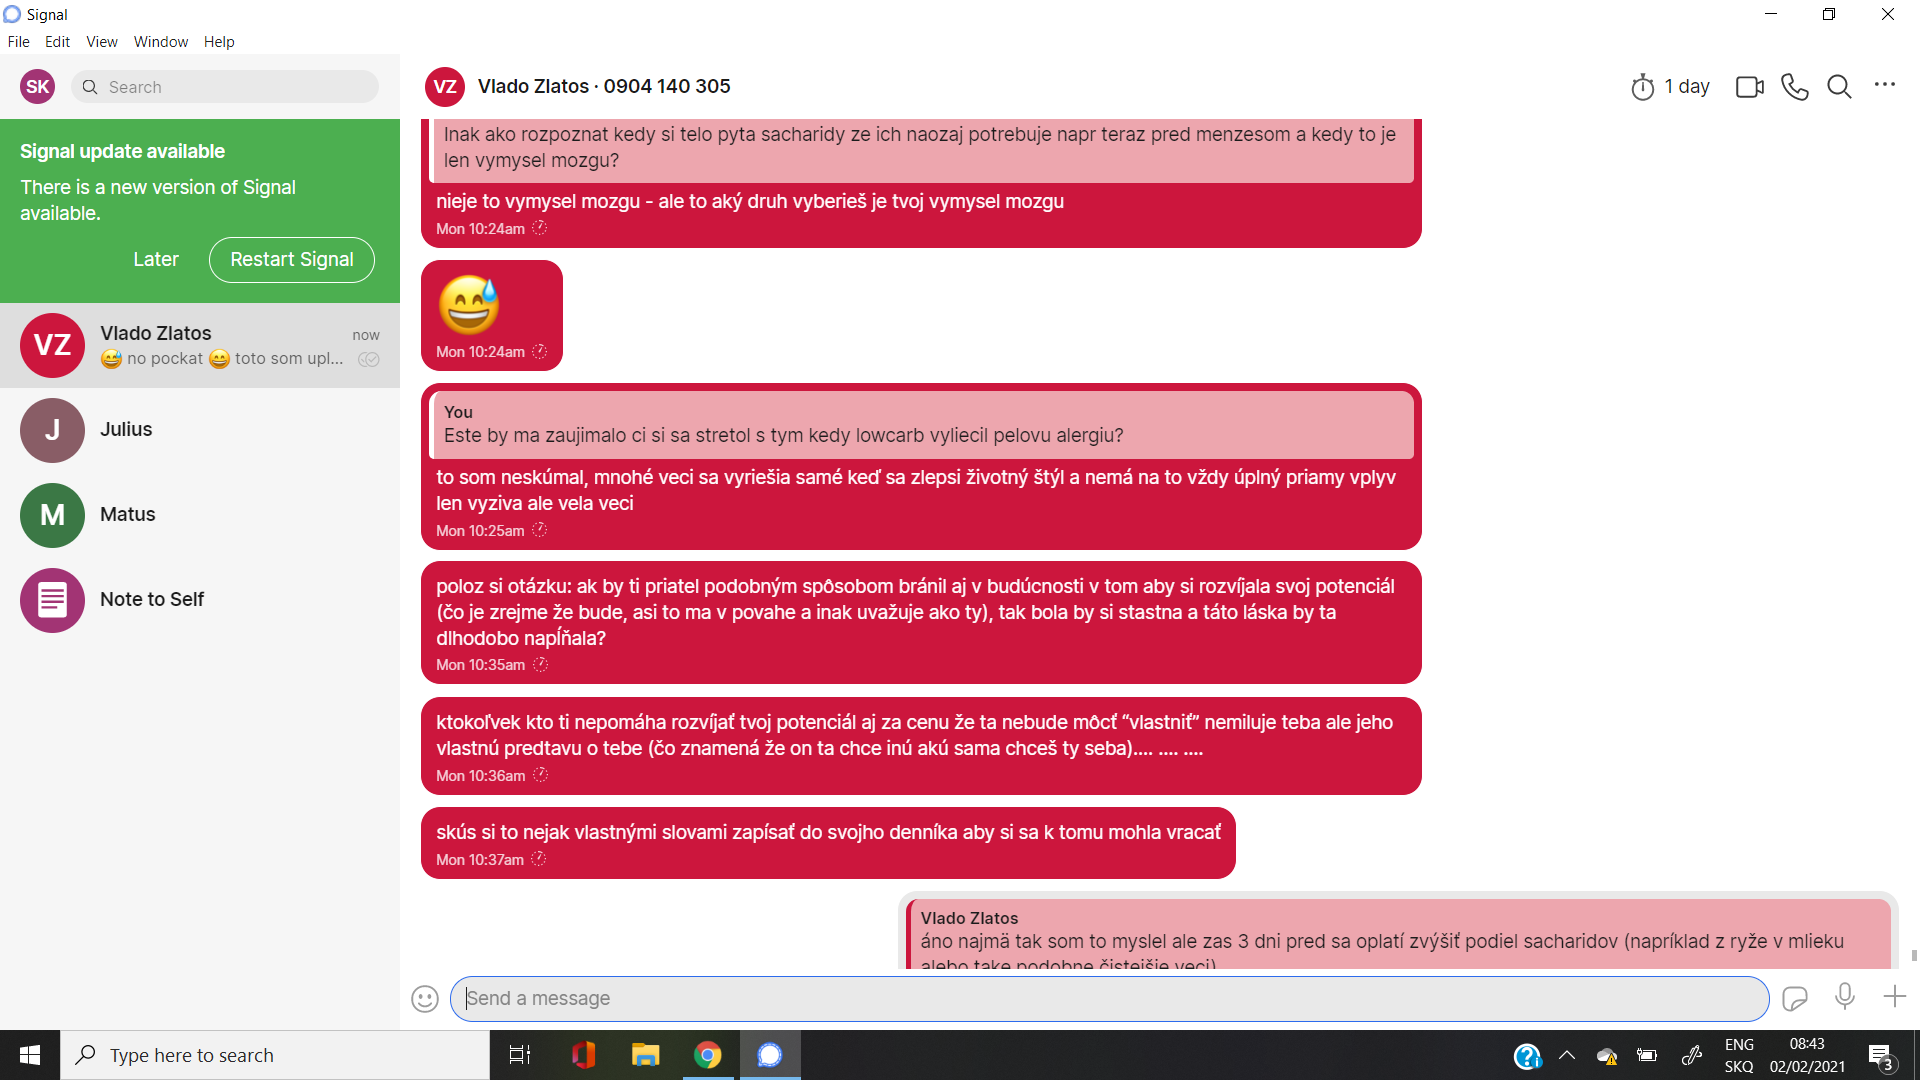 Signal
File Edit View Window Help
SK
Search
Signal update available
There is a new version of Signal
available.
Later
Restart Signal
VZ
Vlado Zlatos
now
😅 no pockat 😄 toto som upl...
J
Julius
M
Matus
Note to Self
VZ
Vlado Zlatos · 0904 140 305
1 day
Inak ako rozpoznat kedy si telo pyta sacharidy ze ich naozaj potrebuje napr teraz pred menzesom a kedy to je
len vymysel mozgu?
nieje to vymysel mozgu - ale to aký druh vyberieš je tvoj vymysel mozgu
Mon 10:24am
😅
Mon 10:24am
You
Este by ma zaujimalo ci si sa stretol s tym kedy lowcarb vyliecil pelovu alergiu?
to som neskúmal, mnohé veci sa vyriešia samé keď sa zlepsi životný štýl a nemá na to vždy úplný priamy vplyv
len vyziva ale vela veci
Mon 10:25am
poloz si otázku: ak by ti priatel podobným spôsobom bránil aj v budúcnosti v tom aby si rozvíjala svoj potenciál
(čo je zrejme že bude, asi to ma v povahe a inak uvažuje ako ty), tak bola by si stastna a táto láska by ta
dlhodobo napĺňala?
Mon 10:35am
ktokoľvek kto ti nepomáha rozvíjať tvoj potenciál aj za cenu že ta nebude môcť “vlastniť” nemiluje teba ale jeho
vlastnú predtavu o tebe (čo znamená že on ta chce inú akú sama chceš ty seba).... .... ....
Mon 10:36am
skús si to nejak vlastnými slovami zapísať do svojho denníka aby si sa k tomu mohla vracať
Mon 10:37am
Vlado Zlatos
áno najmä tak som to myslel ale zas 3 dni pred sa oplatí zvýšiť podiel sacharidov (napríklad z ryže v mlieku
alebo take podobne čistejšie veci)
Send a message
Type here to search
ENG
SKQ
08:43
02/02/2021
3